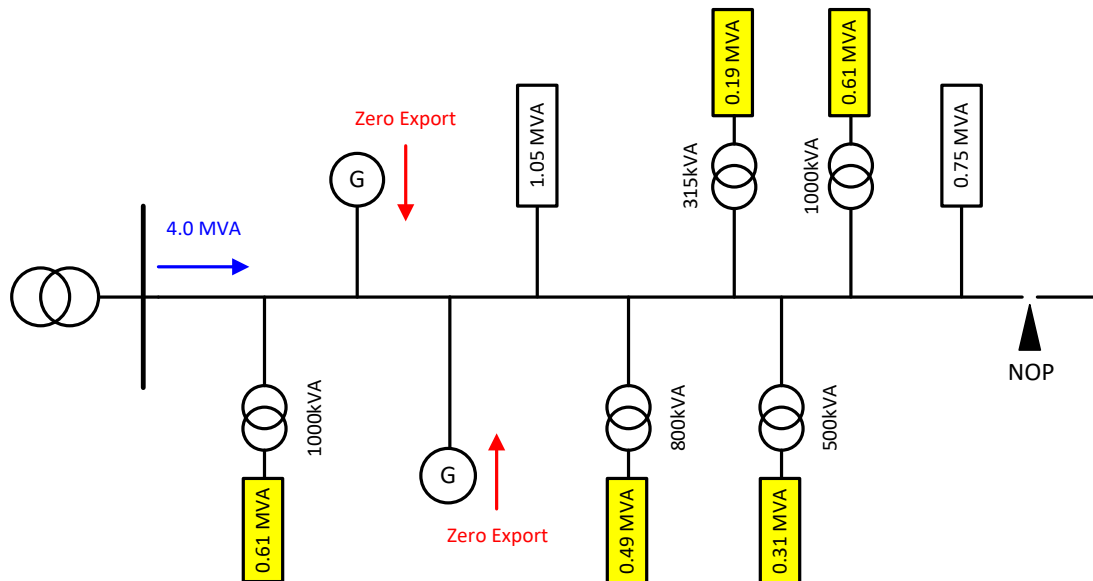 0.19 MVA
0.61 MVA
Zero Export
G
1.05 MVA
315kVA
1000kVA
0.75 MVA
4.0 MVA
NOP
1000kVA
800kVA
500kVA
G
0.61 MVA
Zero Export
0.49 MVA
0.31 MVA